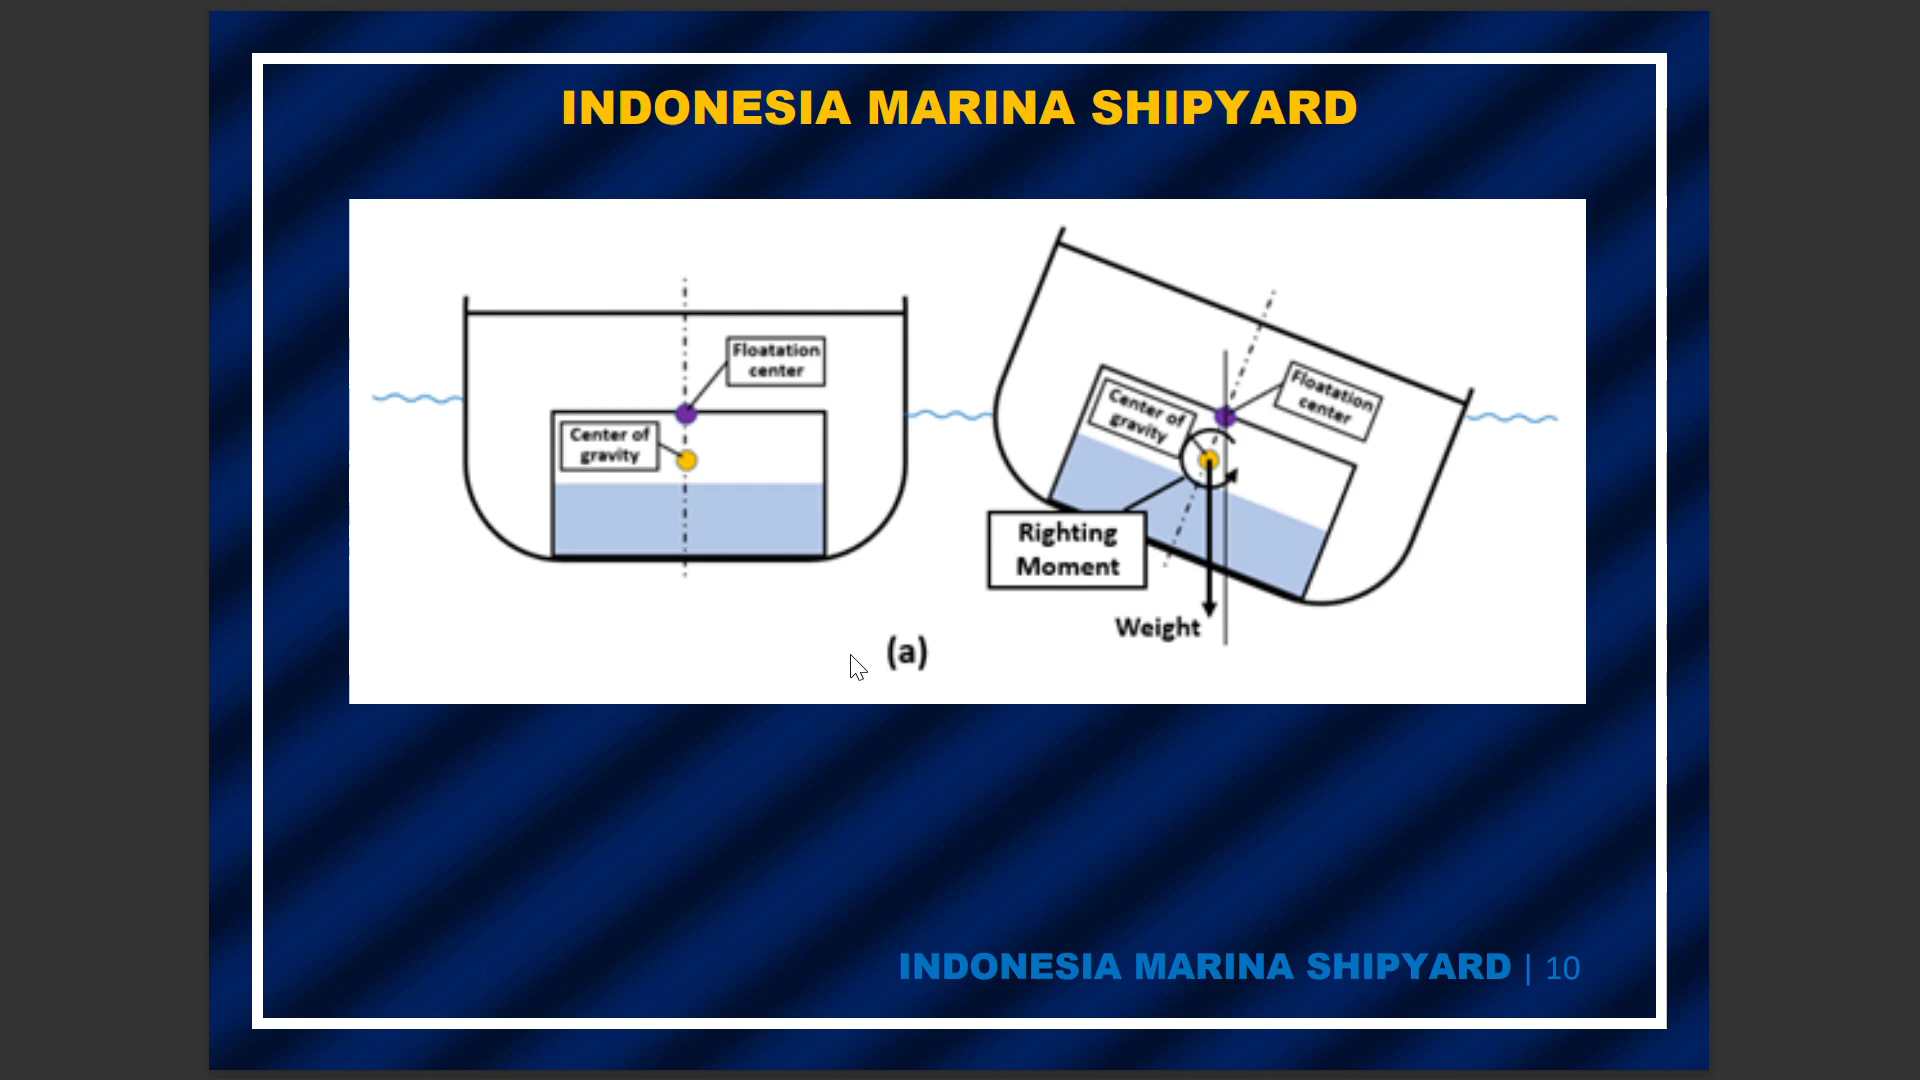 INDONESIA MARINA SHIPYARD
Floatation
center
Center of
gravity
Floatation
center
Center of
gravity
Righting
Moment
Weight
(a)
INDONESIA MARINA SHIPYARD | 10